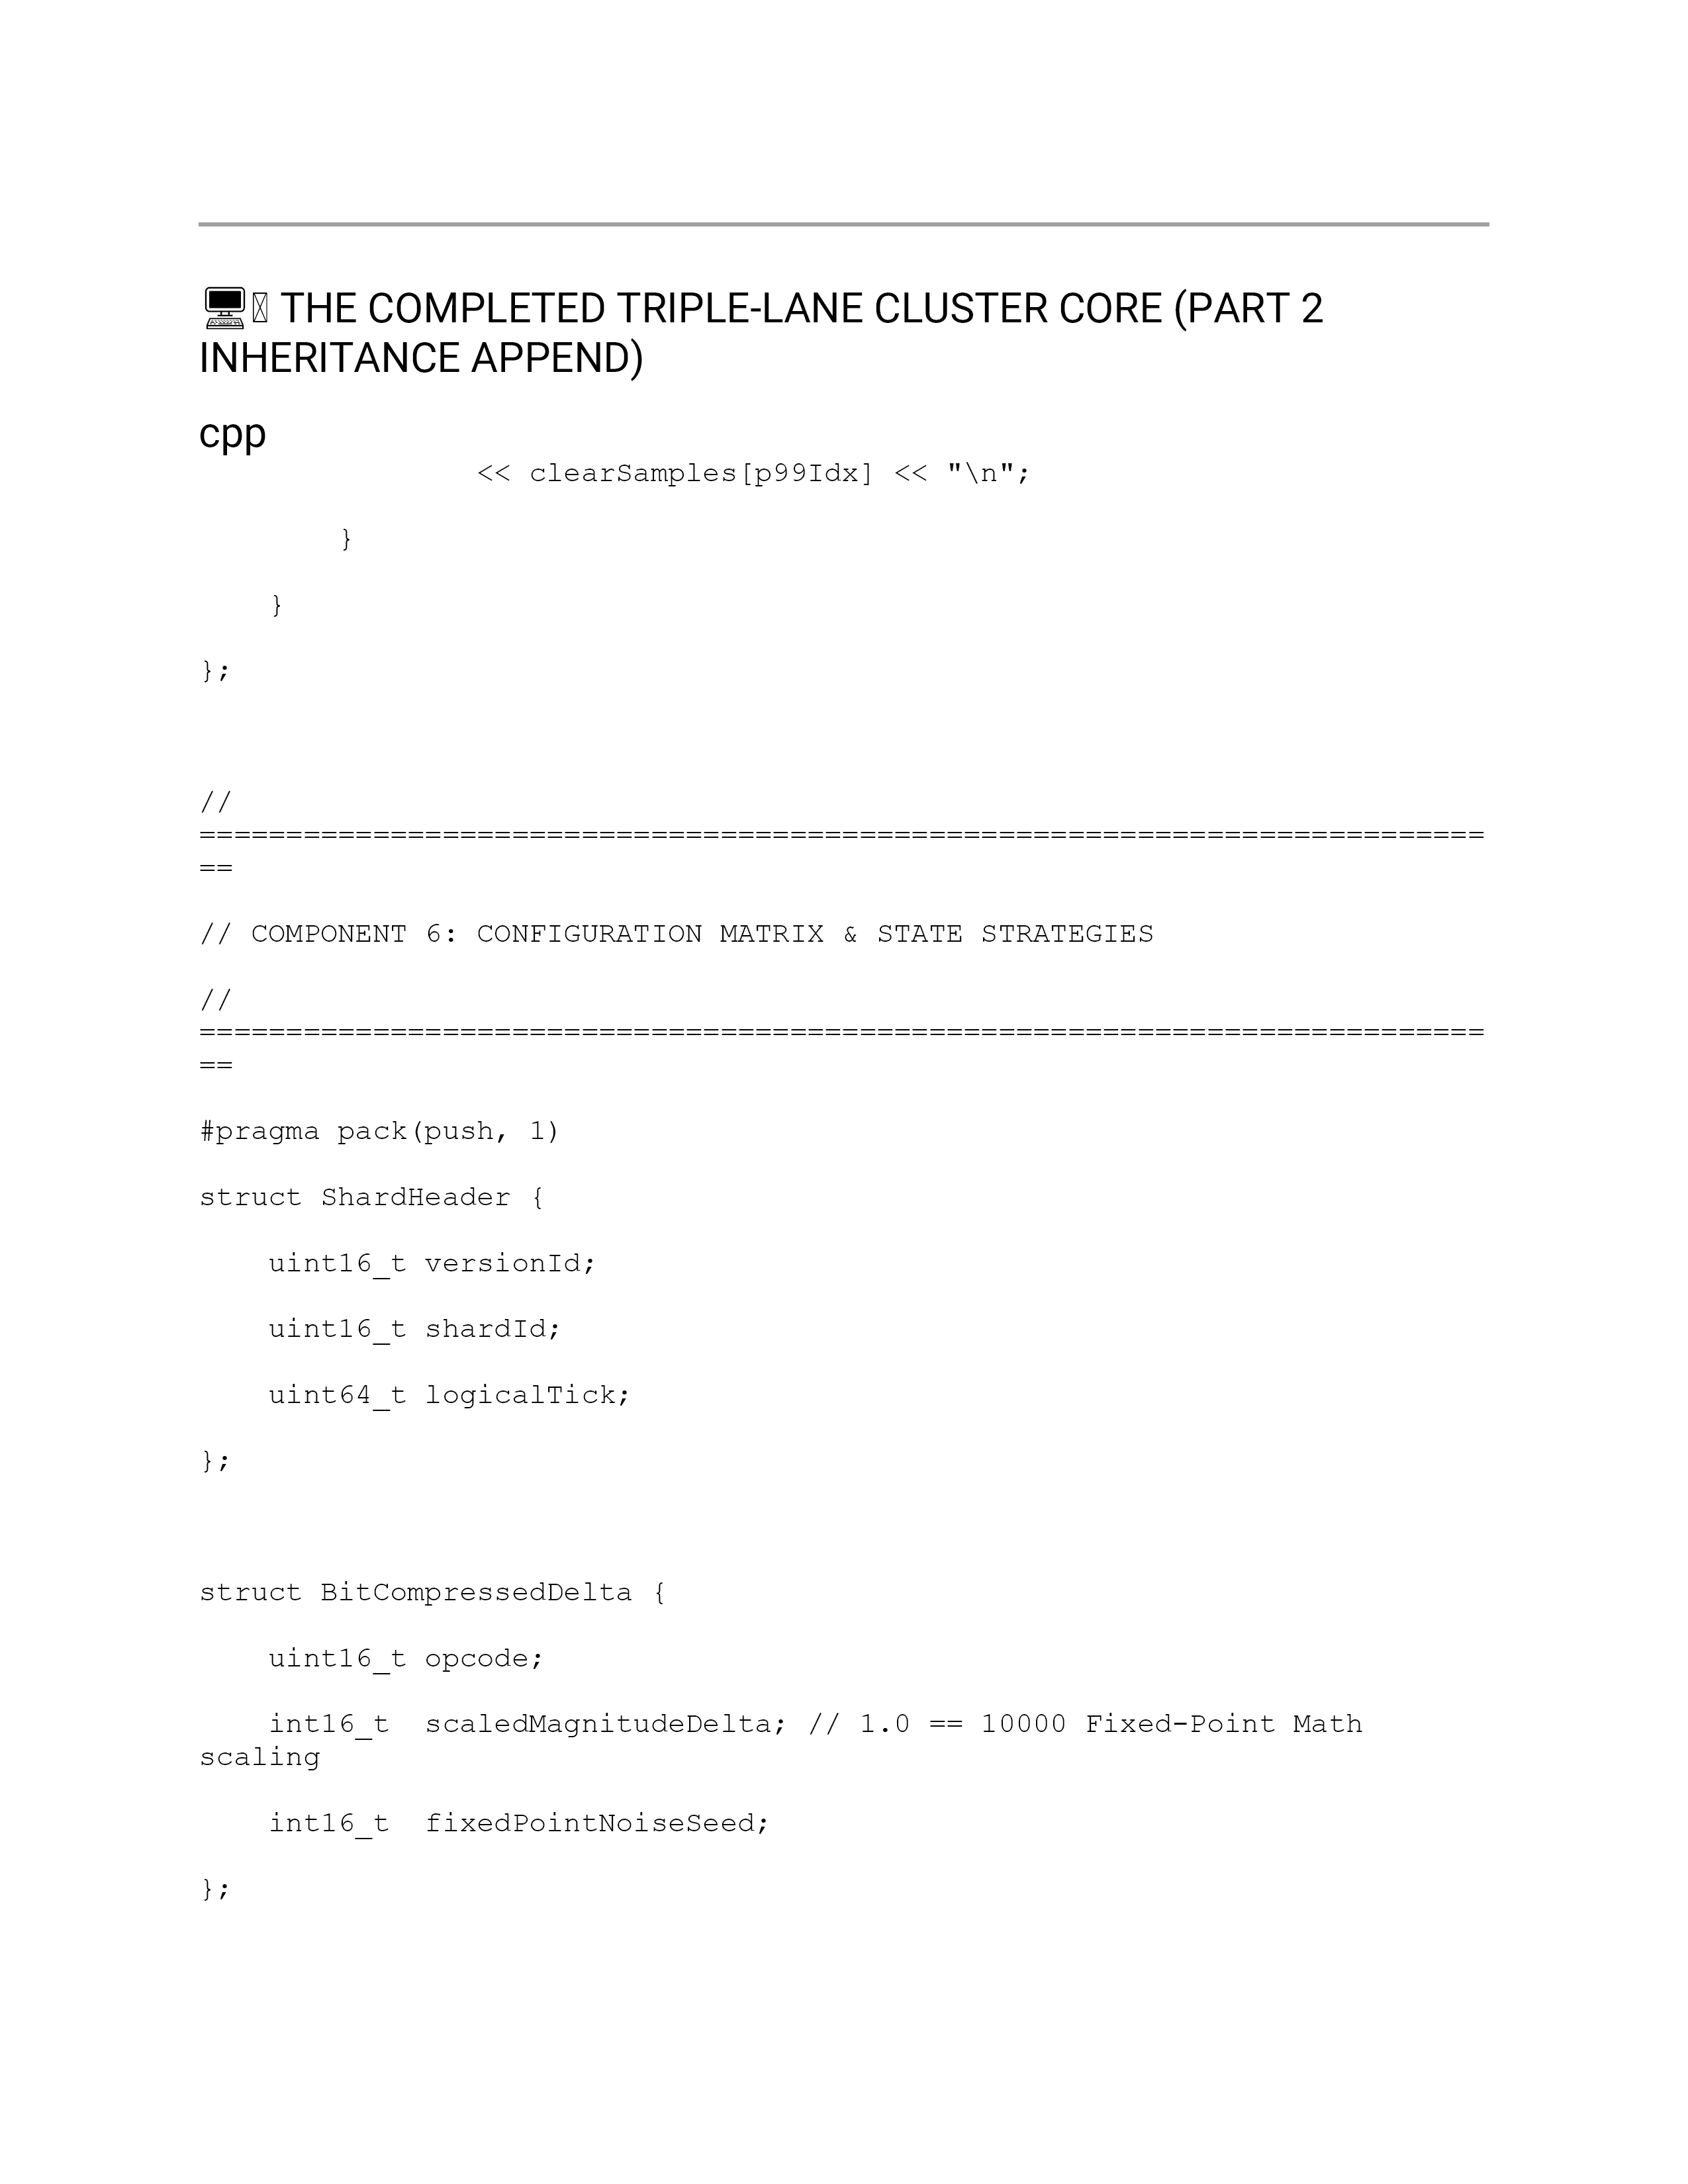 🖥️ THE COMPLETED TRIPLE-LANE CLUSTER CORE (PART 2
INHERITANCE APPEND)
cpp
                << clearSamples[p99Idx] << "\n";
        }
    }
};
//
==========================================================================
==
// COMPONENT 6: CONFIGURATION MATRIX & STATE STRATEGIES
//
==========================================================================
==
#pragma pack(push, 1)
struct ShardHeader {
    uint16_t versionId;
    uint16_t shardId;
    uint64_t logicalTick;
};
struct BitCompressedDelta {
    uint16_t opcode;
    int16_t  scaledMagnitudeDelta; // 1.0 == 10000 Fixed-Point Math
scaling
    int16_t  fixedPointNoiseSeed;
};